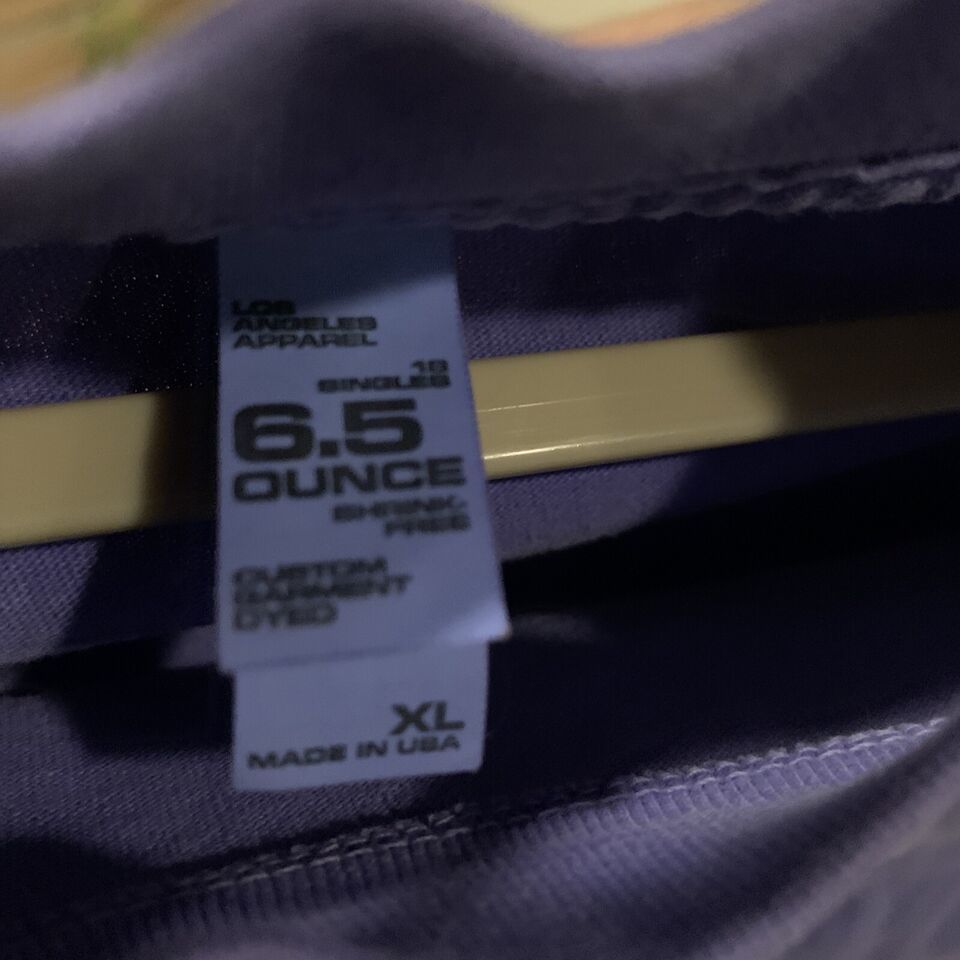 LOS
ANGELES
APPAREL
18
SINGLES
6.5
OUNCE
SHRINK-
FREE
CUSTOM
GARMENT
DYED
XL
MADE IN USA